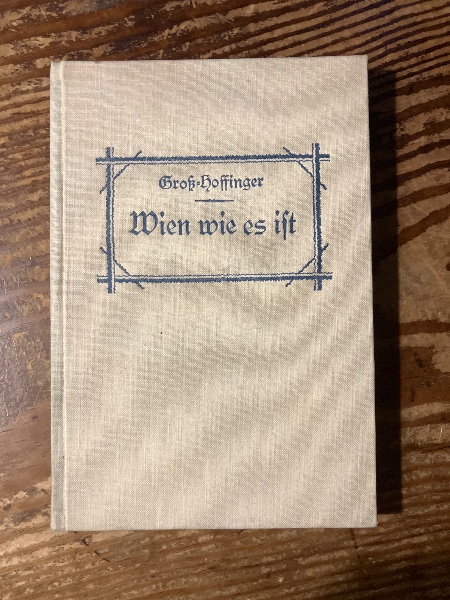 Groß-Hoffinger
Wien wie es iſt